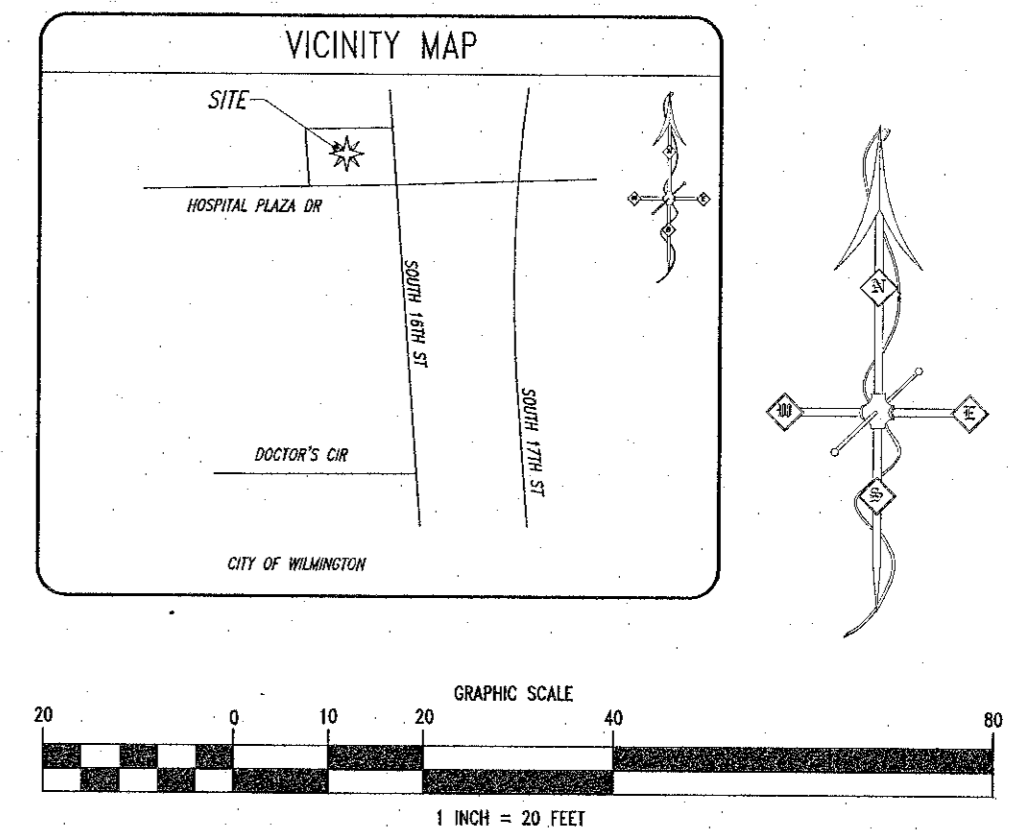 VICINITY MAP
SITE
HOSPITAL PLAZA DR
SOUTH 16TH ST
SOUTH 17TH ST
DOCTOR'S CIR
CITY OF WILMINGTON
N
W
E
S
GRAPHIC SCALE
20 0 10 20 40 80
1 INCH = 20 FEET